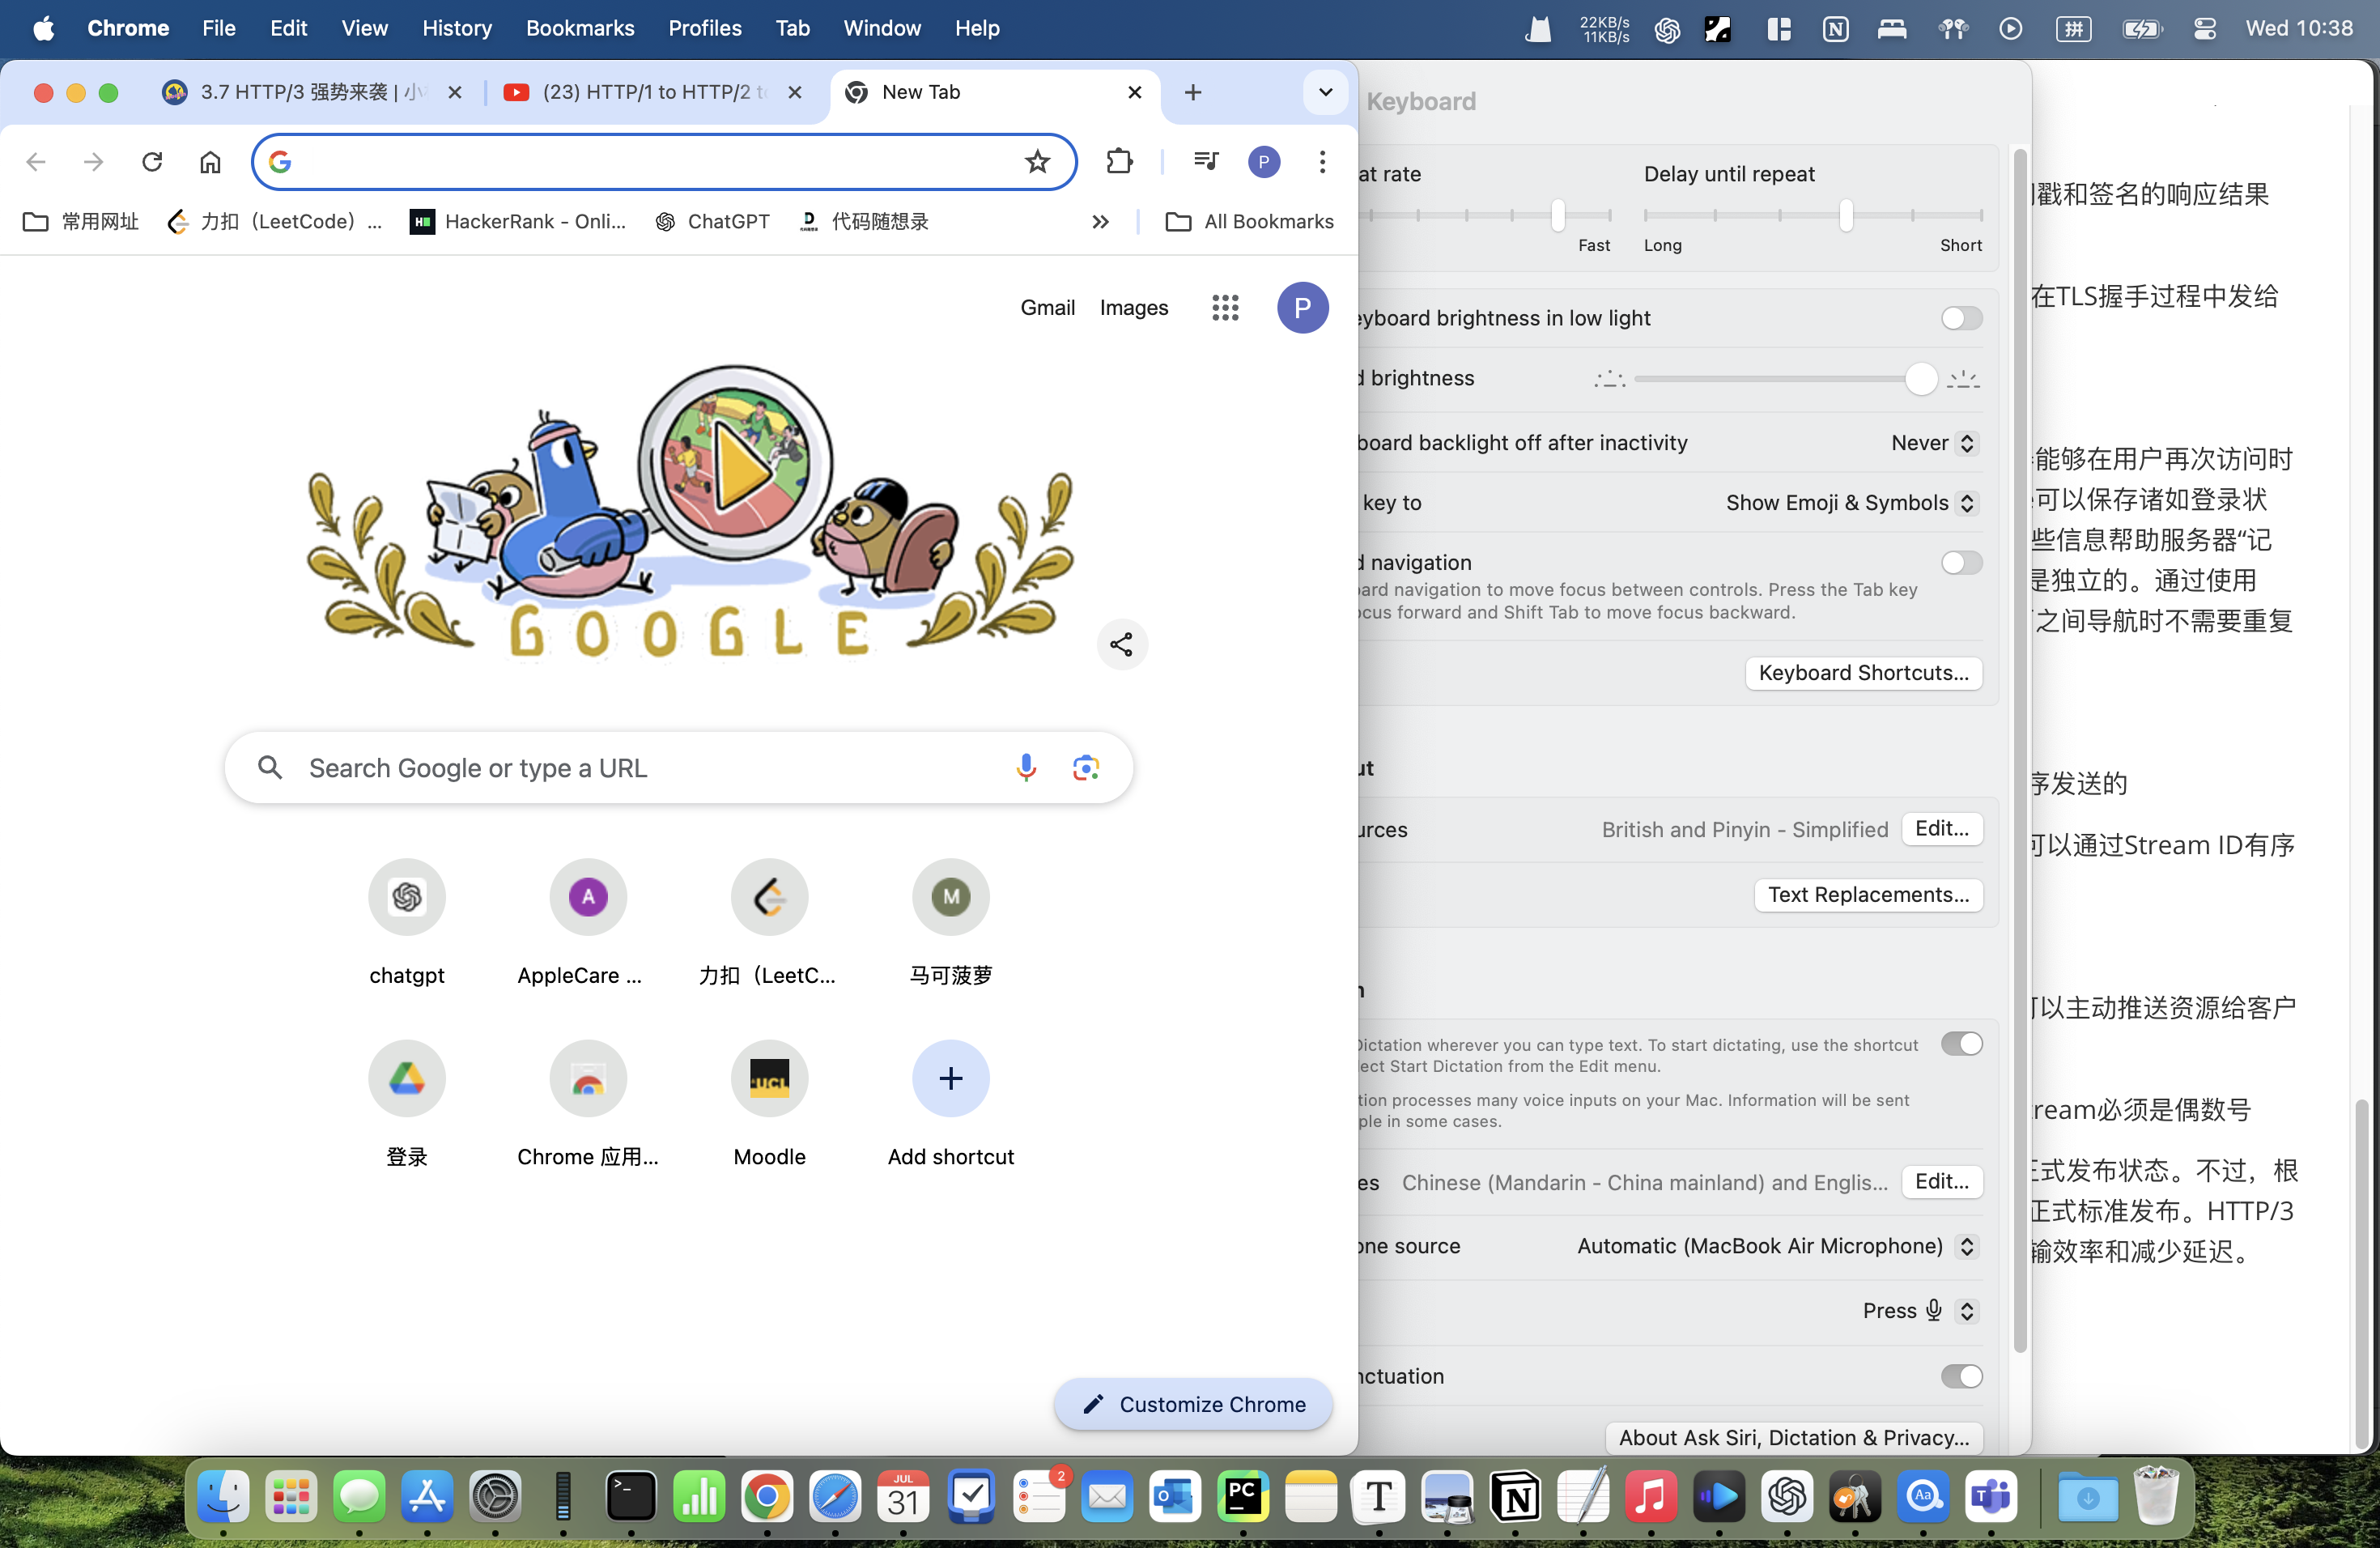 Chrome File Edit View History Bookmarks Profiles Tab Window Help
22KB/s
11KB/s
Wed 10:38
3.7 HTTP/3 强势来袭 | 小
(23) HTTP/1 to HTTP/2 t
New Tab
P
常用网址
力扣（LeetCode）...
HackerRank - Onli...
ChatGPT
代码随想录
All Bookmarks
Gmail
Images
P
GOOGLE
Search Google or type a URL
chatgpt
A
AppleCare ...
力扣（LeetC...
M
马可菠萝
登录
Chrome 应用...
UCL
Moodle
Add shortcut
Customize Chrome
Keyboard
at rate
Delay until repeat
Fast
Long
Short
eyboard brightness in low light
d brightness
board backlight off after inactivity
Never
key to
Show Emoji & Symbols
d navigation
ard navigation to move focus between controls. Press the Tab key
ocus forward and Shift Tab to move focus backward.
Keyboard Shortcuts...
ut
urces
British and Pinyin – Simplified
Edit...
Text Replacements...
n
Dictation wherever you can type text. To start dictating, use the shortcut
ect Start Dictation from the Edit menu.
tion processes many voice inputs on your Mac. Information will be sent
ple in some cases.
es
Chinese (Mandarin - China mainland) and Englis...
Edit...
one source
Automatic (MacBook Air Microphone)
Press
nctuation
About Ask Siri, Dictation & Privacy...
戳和签名的响应结果
在TLS握手过程中发给
能够在用户再次访问时
可以保存诸如登录状
些信息帮助服务器“记
是独立的。通过使用
之间导航时不需要重复
序发送的
可以通过Stream ID有序
可以主动推送资源给客户
ream必须是偶数号
正式发布状态。不过，根
正式标准发布。HTTP/3
输效率和减少延迟。
JUL
31
2
PC
T
N
Aa
T